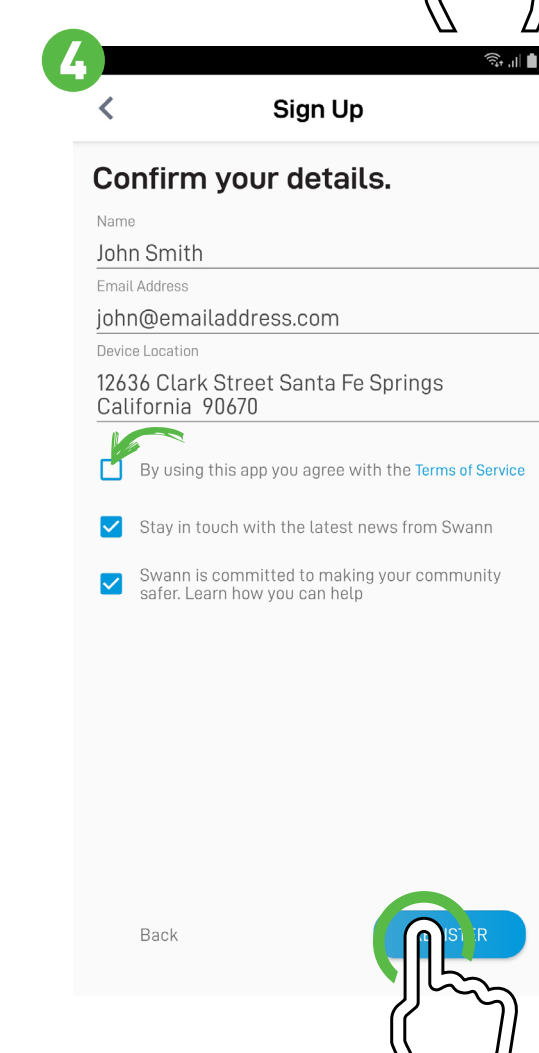 4
Sign Up
Confirm your details.
Name
John Smith
Email Address
john@emailaddress.com
Device Location
12636 Clark Street Santa Fe Springs
California 90670
By using this app you agree with the Terms of Service
Stay in touch with the latest news from Swann
Swann is committed to making your community
safer. Learn how you can help
Back